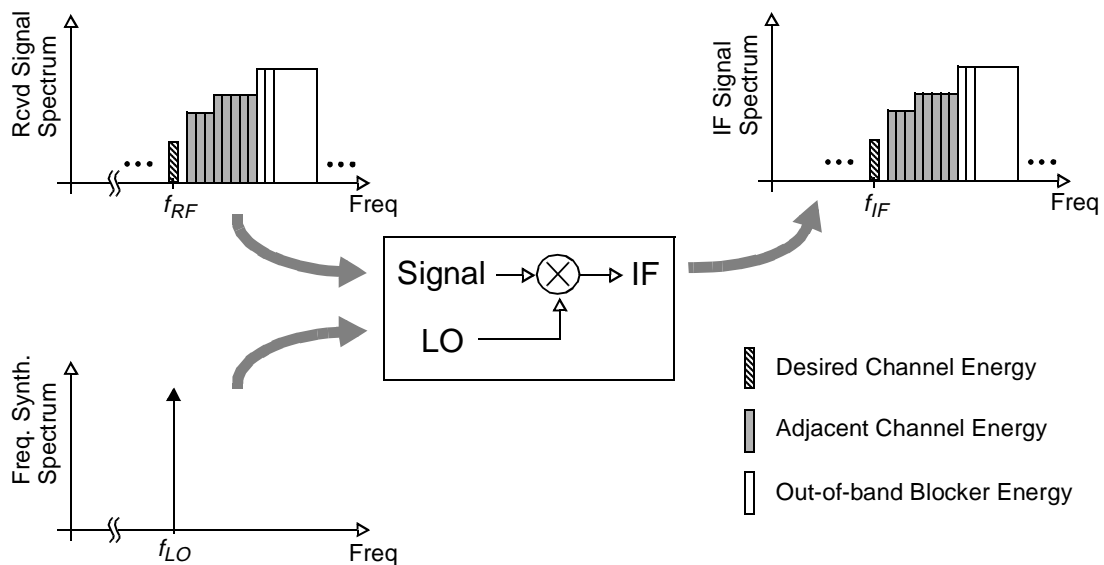 Rcvd Signal
Spectrum
...
...
f_RF
Freq
IF Signal
Spectrum
...
...
f_IF
Freq
Signal
IF
LO
Freq. Synth.
Spectrum
f_LO
Freq
Desired Channel Energy
Adjacent Channel Energy
Out-of-band Blocker Energy